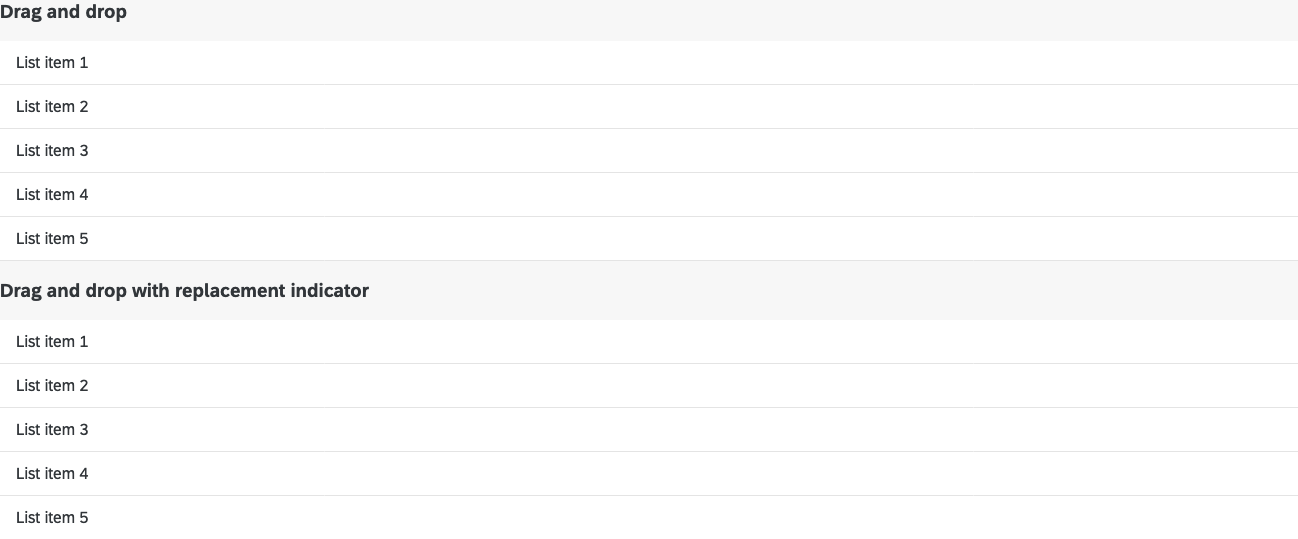 Drag and drop
List item 1
List item 2
List item 3
List item 4
List item 5
Drag and drop with replacement indicator
List item 1
List item 2
List item 3
List item 4
List item 5